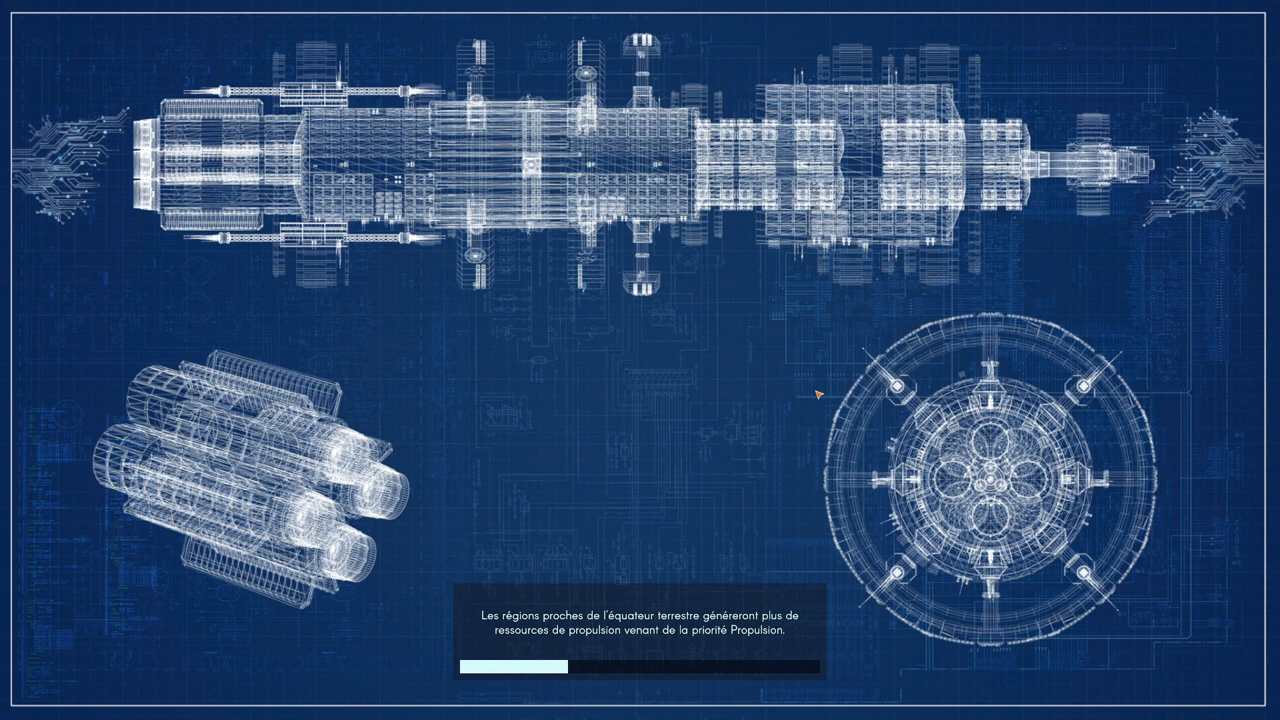 Les régions proches de l'équateur terrestre généreront plus de
ressources de propulsion venant de la priorité Propulsion.